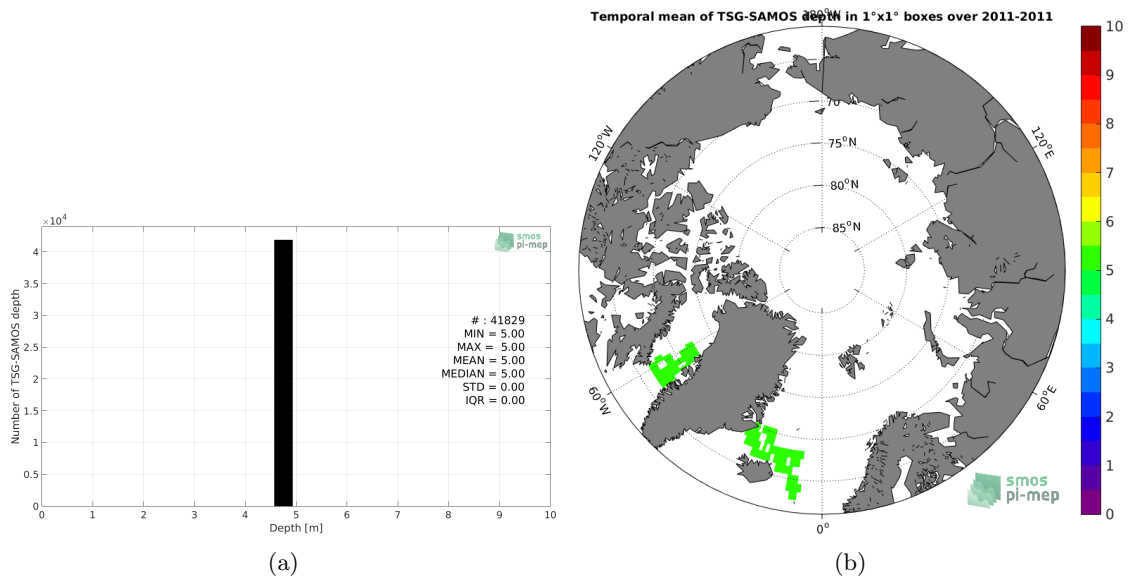 ×10⁴
4
3.5
3
2.5
2
1.5
1
0.5
0
Number of TSG-SAMOS depth
smos
pi-mep
# : 41829
MIN = 5.00
MAX = 5.00
MEAN = 5.00
MEDIAN = 5.00
STD = 0.00
IQR = 0.00
0 1 2 3 4 5 6 7 8 9 10
Depth [m]
(a)
Temporal mean of TSG-SAMOS depth in 1°x1° boxes over 2011-2011
180°W
120°W
120°E
70
75°N
80°N
85°N
60°W
60°E
0°
smos
pi-mep
10
9
8
7
6
5
4
3
2
1
0
(b)